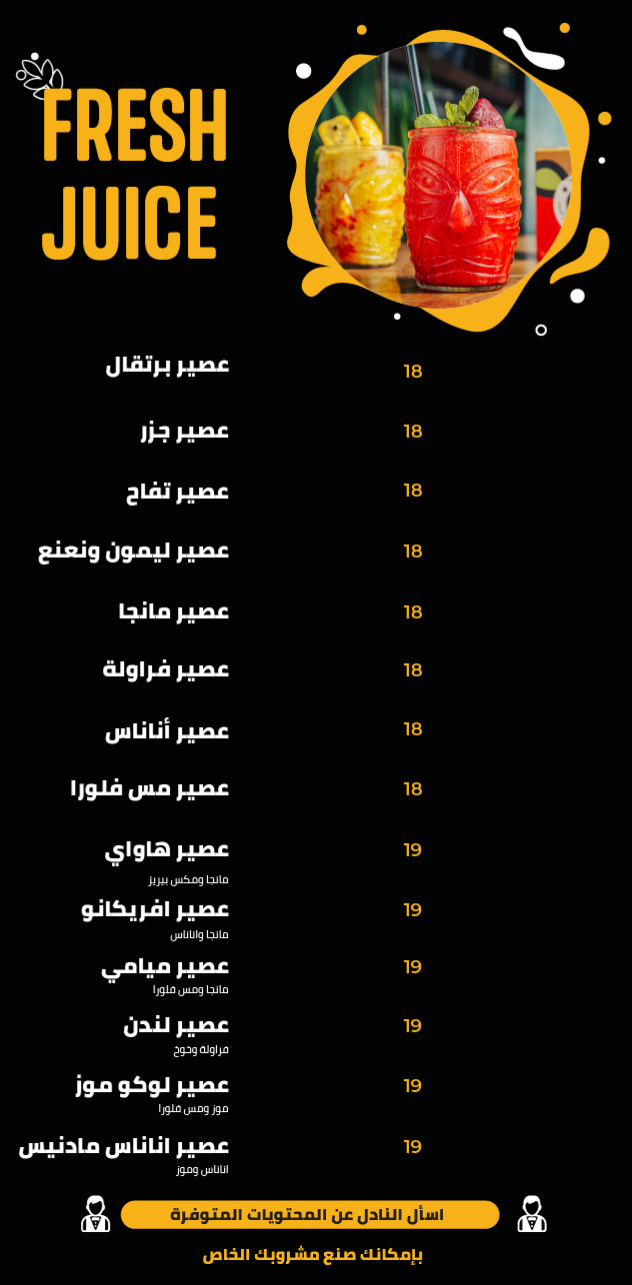 FRESH
JUICE
عصير برتقال 18
عصير جزر 18
عصير تفاح 18
عصير ليمون ونعنع 18
عصير مانجا 18
عصير فراولة 18
عصير أناناس 18
عصير مس فلورا 18
عصير هاواي 19
مانجا ومكس بيريز
عصير افريكانو 19
مانجا واناناس
عصير ميامي 19
مانجا ومس فلورا
عصير لندن 19
فراولة وخوخ
عصير لوكو موز 19
موز ومس فلورا
عصير اناناس مادنيس 19
اناناس وموز
اسأل النادل عن المحتويات المتوفرة
بإمكانك صنع مشروبك الخاص